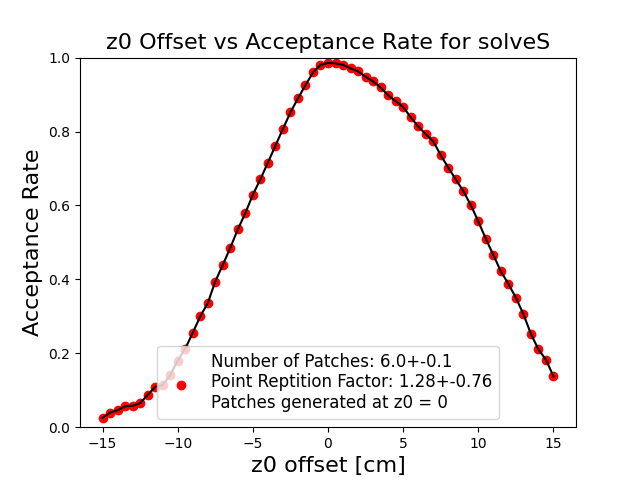 z0 Offset vs Acceptance Rate for solveS
Acceptance Rate
1.0
0.8
0.6
0.4
0.2
0.0
Number of Patches: 6.0+-0.1
Point Reptition Factor: 1.28+-0.76
Patches generated at z0 = 0
−15
−10
−5
0
5
10
15
z0 offset [cm]